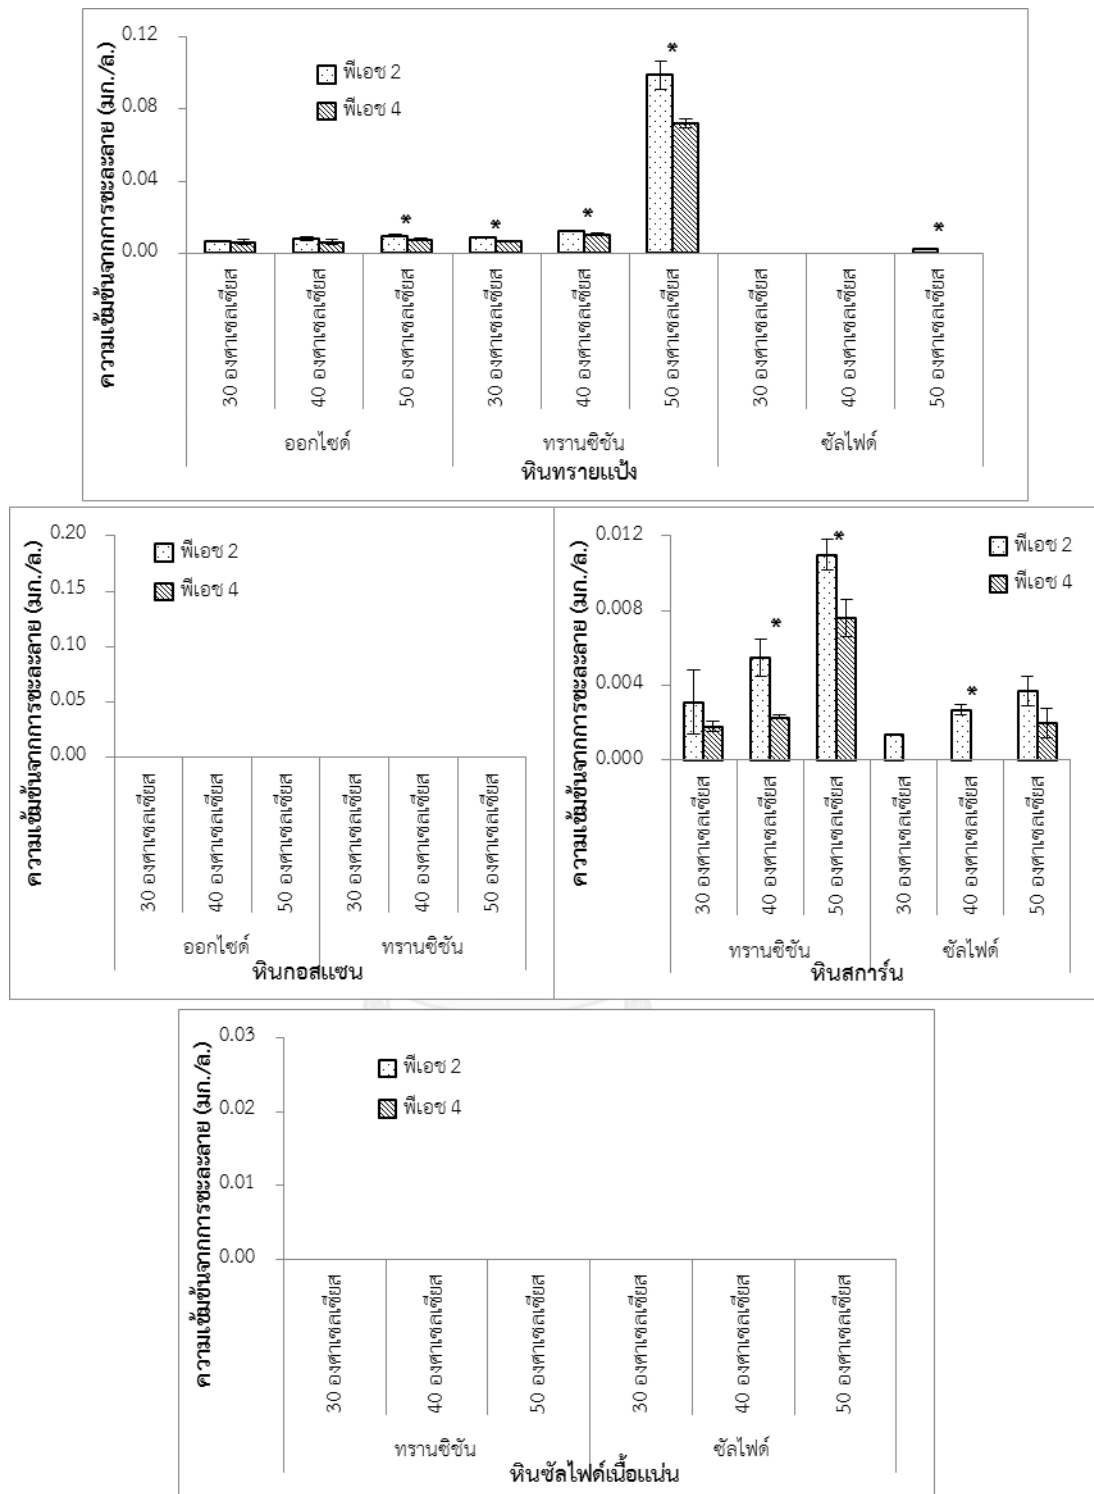 ความเข้มข้นจากการชะละลาย (มก./ล.)
0.12
0.08
0.04
0.00
พีเอช 2
พีเอช 4
*
*
*
*
*
30 องศาเซลเซียส
40 องศาเซลเซียส
50 องศาเซลเซียส
30 องศาเซลเซียส
40 องศาเซลเซียส
50 องศาเซลเซียส
30 องศาเซลเซียส
40 องศาเซลเซียส
50 องศาเซลเซียส
ออกไซด์ ทรานซิชัน ซัลไฟด์
หินทรายแป้ง
ความเข้มข้นจากการชะละลาย (มก./ล.)
0.20
0.15
0.10
0.05
0.00
พีเอช 2
พีเอช 4
30 องศาเซลเซียส
40 องศาเซลเซียส
50 องศาเซลเซียส
30 องศาเซลเซียส
40 องศาเซลเซียส
50 องศาเซลเซียส
ออกไซด์ ทรานซิชัน
หินกอสแซน
ความเข้มข้นจากการชะละลาย (มก./ล.)
0.012
0.008
0.004
0.000
พีเอช 2
พีเอช 4
*
*
*
30 องศาเซลเซียส
40 องศาเซลเซียส
50 องศาเซลเซียส
30 องศาเซลเซียส
40 องศาเซลเซียส
50 องศาเซลเซียส
ทรานซิชัน ซัลไฟด์
หินสการ์น
ความเข้มข้นจากการชะละลาย (มก./ล.)
0.03
0.02
0.01
0.00
พีเอช 2
พีเอช 4
30 องศาเซลเซียส
40 องศาเซลเซียส
50 องศาเซลเซียส
30 องศาเซลเซียส
40 องศาเซลเซียส
50 องศาเซลเซียส
ทรานซิชัน ซัลไฟด์
หินซัลไฟด์เนื้อแน่น